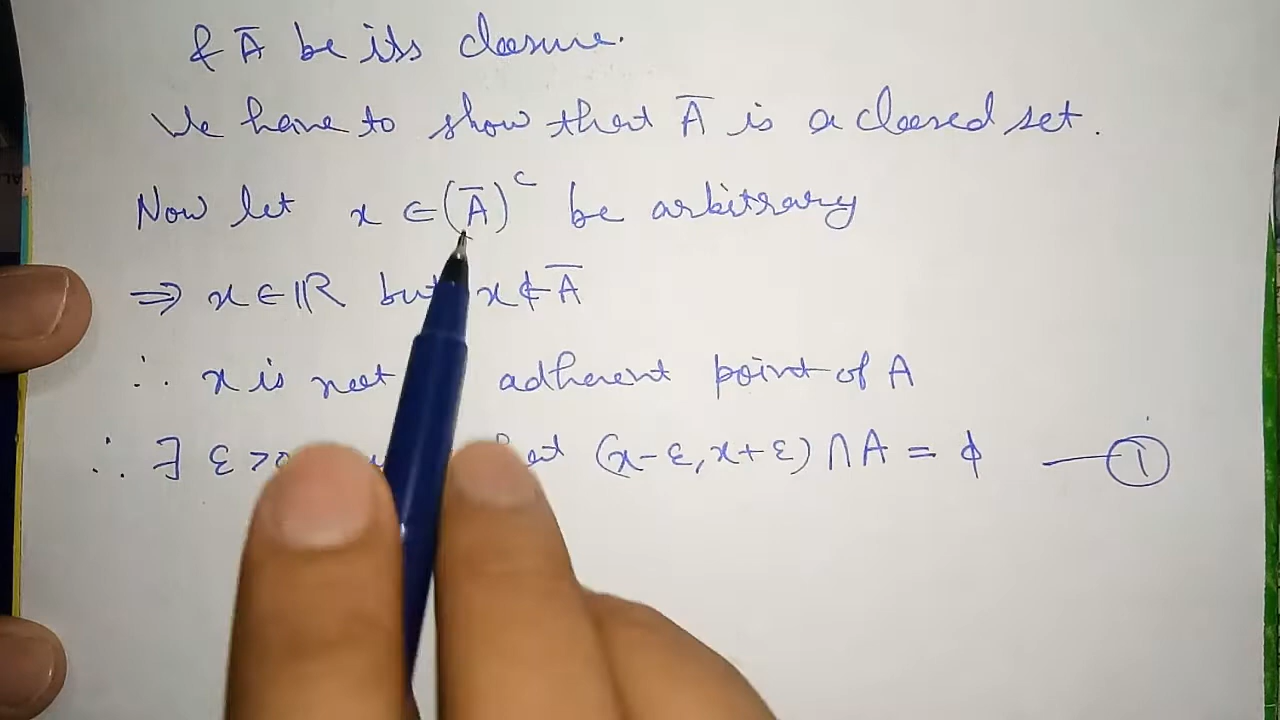 & Ā be its closure.
We have to show that Ā is a closed set.
Now let x ∈ (Ā)ᶜ be arbitrary
⇒ x ∈ ℝ but x ∉ Ā
∴ x is not adherent point of A
∴ ∃ ε > 0 (x-ε, x+ε) ∩ A = ϕ —①